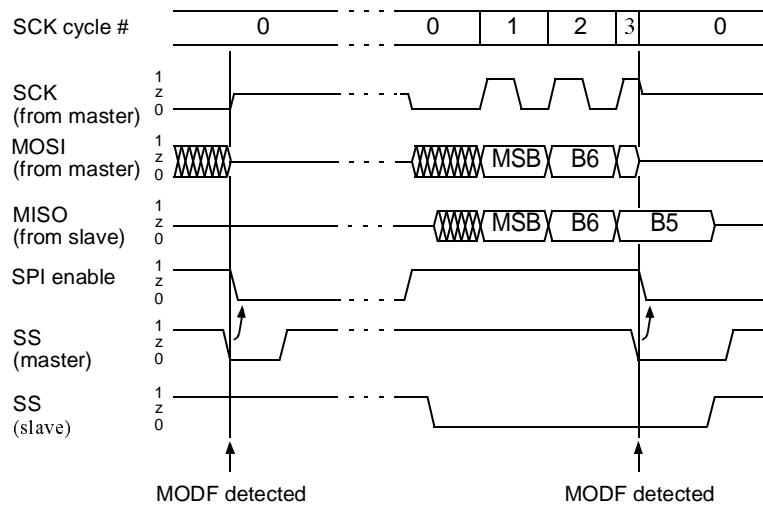 SCK cycle # 0 0 1 2 3 0
SCK
(from master)
1
z
0
MOSI
(from master)
1
z
0
MSB B6
MISO
(from slave)
1
z
0
MSB B6 B5
SPI enable
1
z
0
SS
(master)
1
z
0
SS
(slave)
1
z
0
MODF detected MODF detected